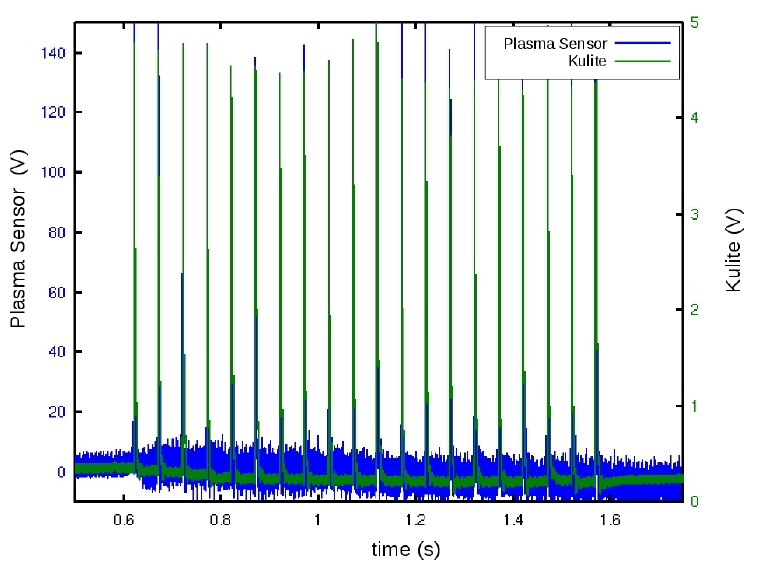 Plasma Sensor
Kulite
140
120
100
80
60
40
20
0
Plasma Sensor (V)
5
4
3
2
1
0
Kulite (V)
0.6 0.8 1 1.2 1.4 1.6
time (s)